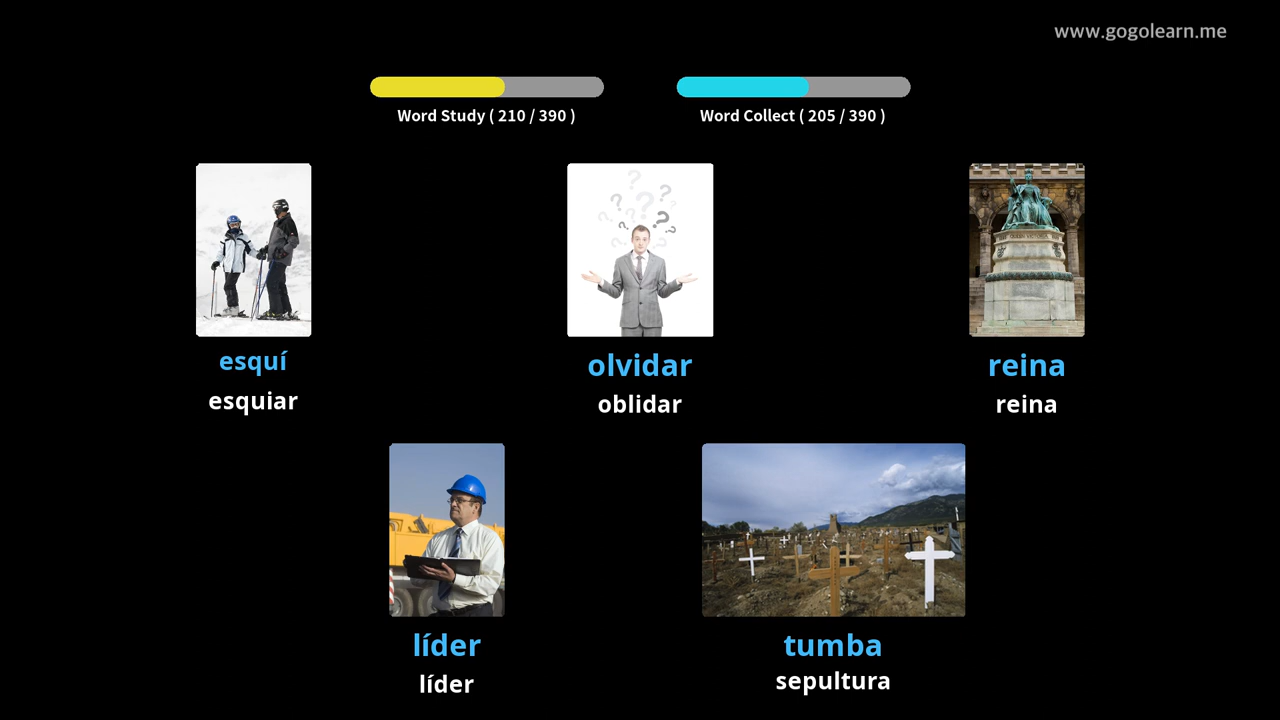 www.gogolearn.me
Word Study ( 210 / 390 )
Word Collect ( 205 / 390 )
esquí
esquiar
olvidar
oblidar
reina
reina
líder
líder
tumba
sepultura